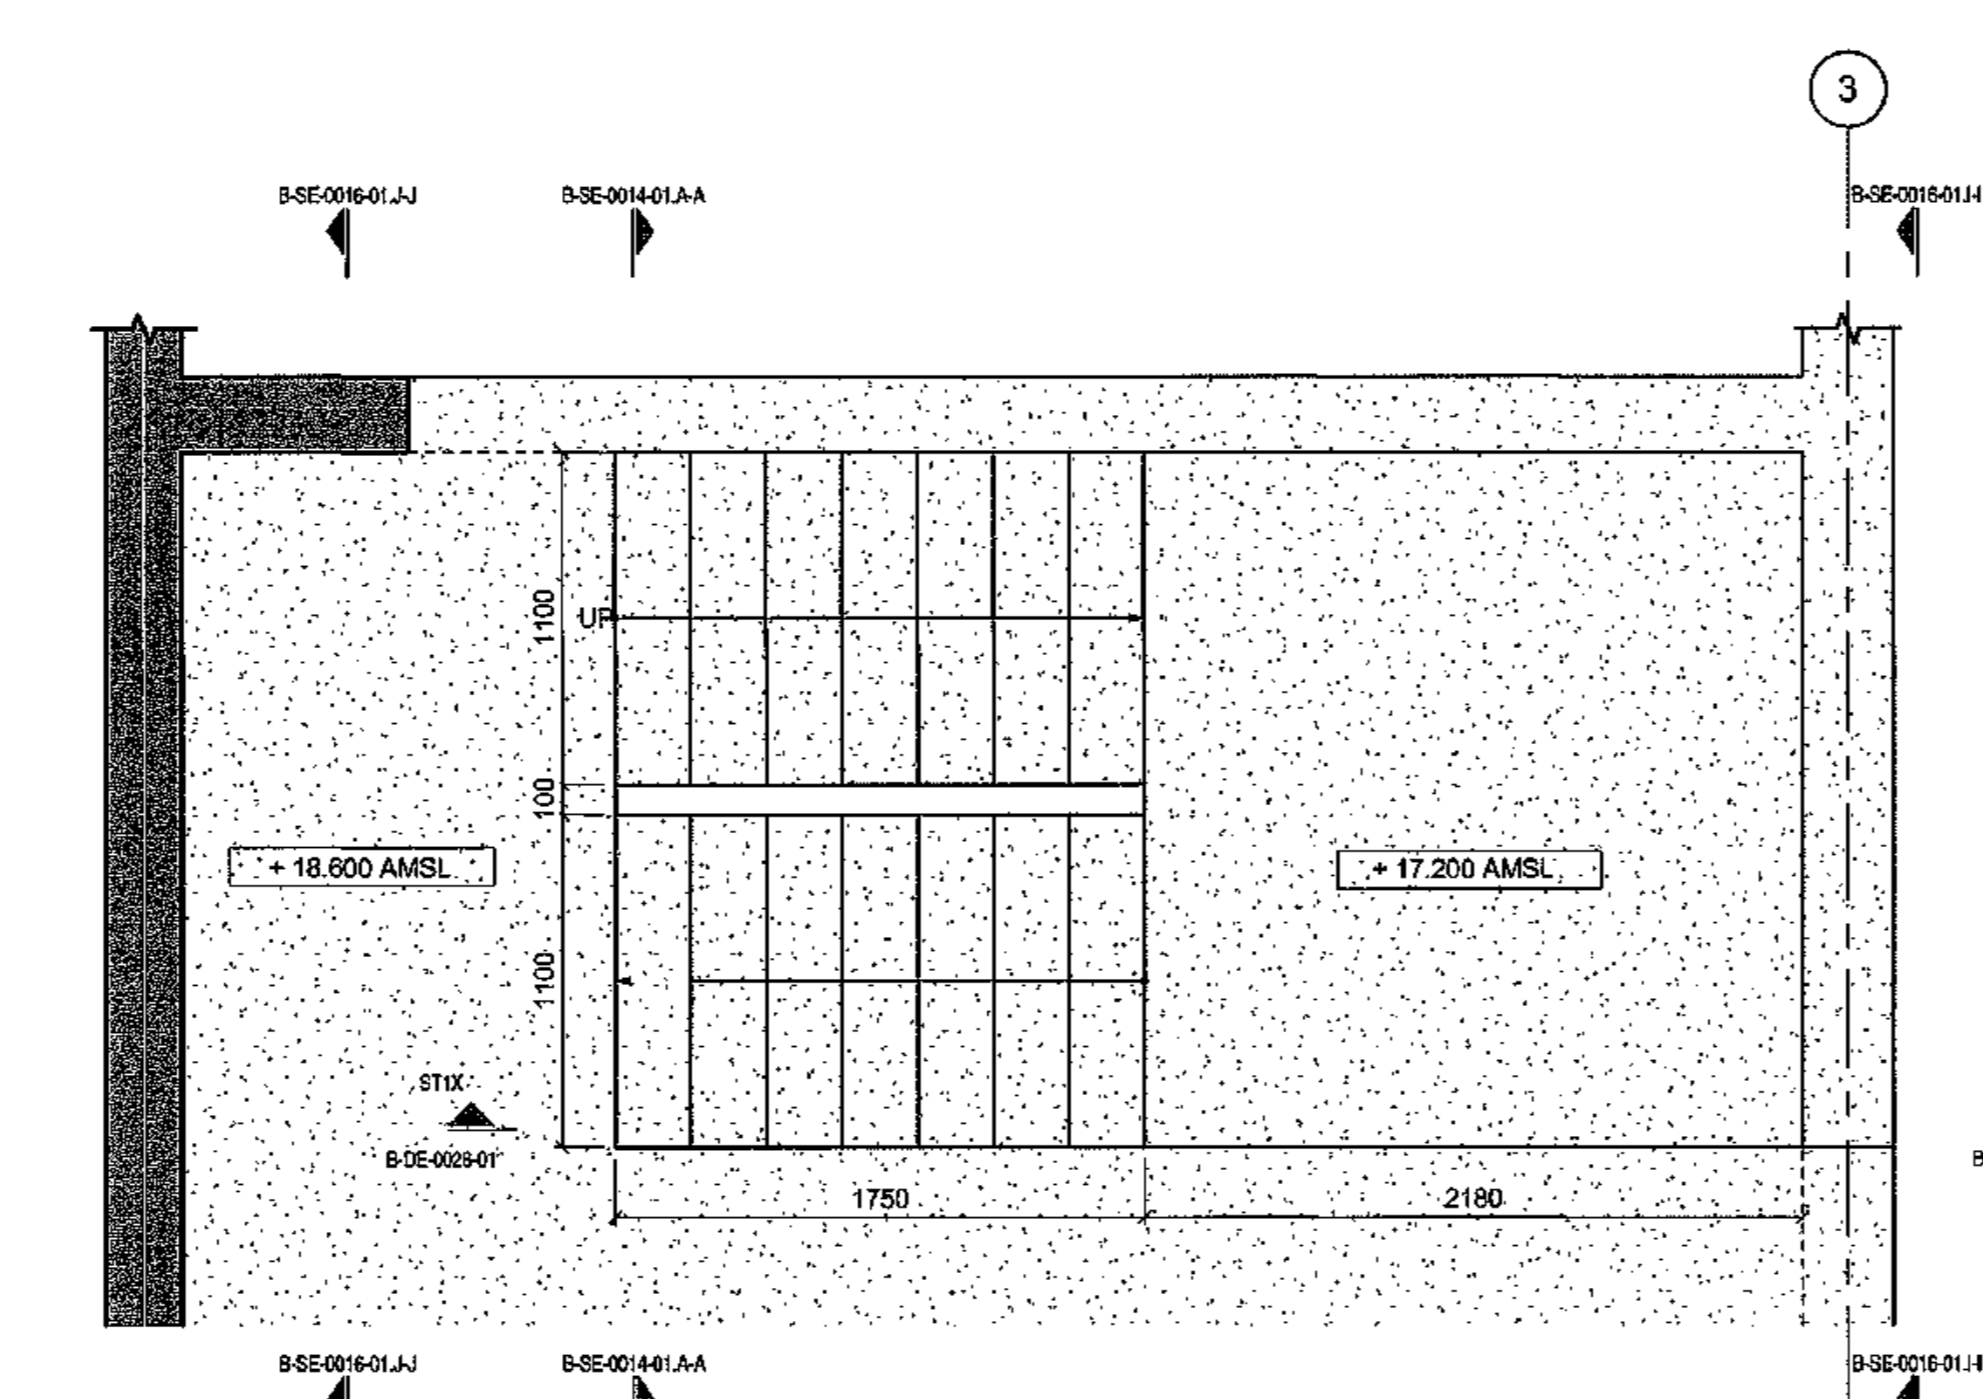 3
B-SE-0016-01.J-J
B-SE-0014-01.A-A
B-SE-0016-01.I-I
1100
UP
100
+ 18.600 AMSL
+ 17.200 AMSL
1100
ST1X
B-DE-0026-01
B
1750
2180
B-SE-0016-01.J-J
B-SE-0014-01.A-A
B-SE-0016-01.I-I